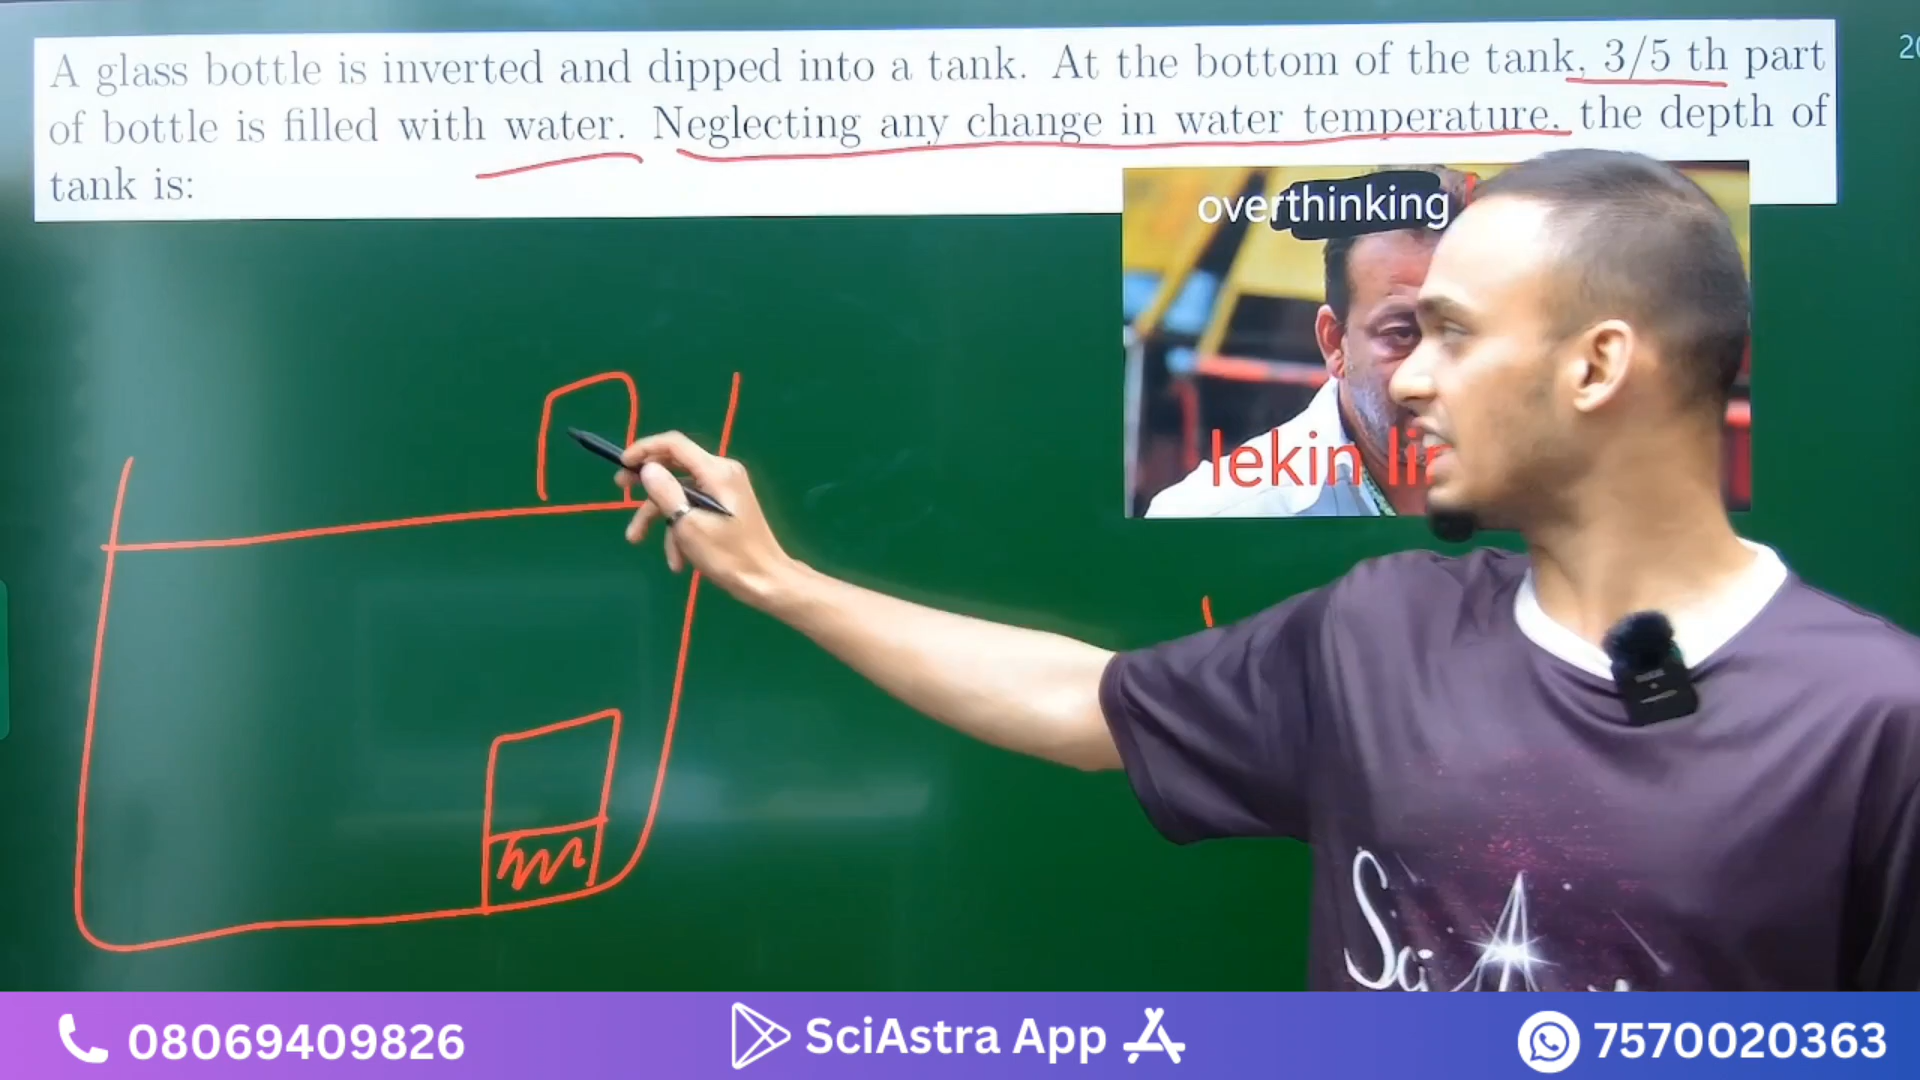 A glass bottle is inverted and dipped into a tank. At the bottom of the tank, 3/5 th part
of bottle is filled with water. Neglecting any change in water temperature, the depth of
tank is:
overthinking
lekin
Sci
08069409826
SciAstra App
7570020363